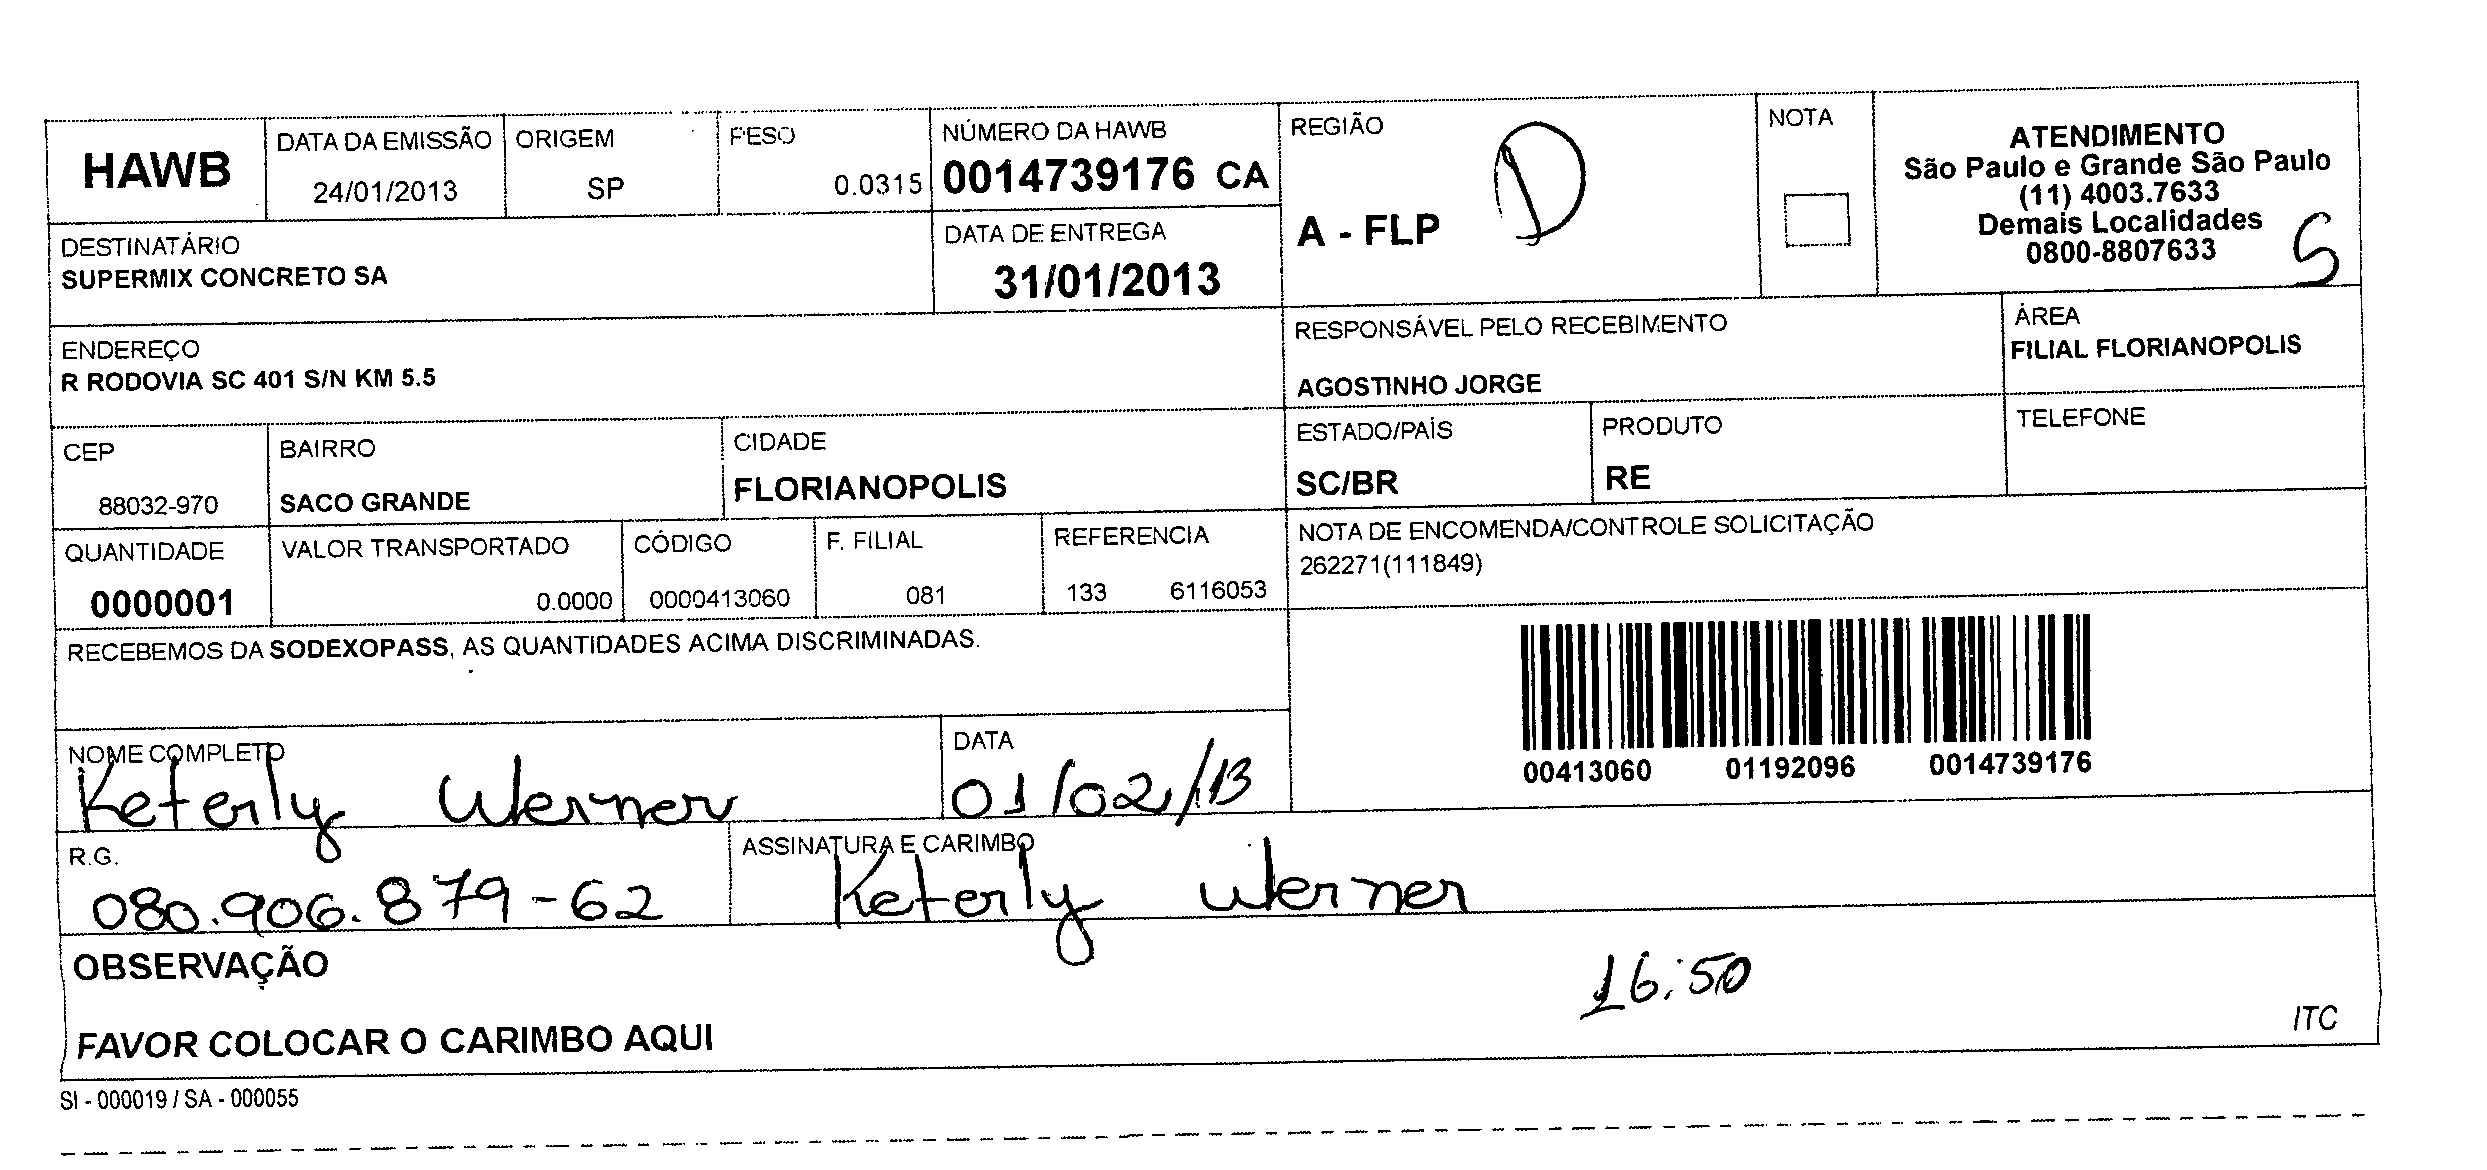 HAWB
DATA DA EMISSÃO
24/01/2013
ORIGEM
SP
PESO
0.0315
NÚMERO DA HAWB
0014739176 CA
DATA DE ENTREGA
31/01/2013
REGIÃO
A - FLP
D
NOTA
ATENDIMENTO
São Paulo e Grande São Paulo
(11) 4003.7633
Demais Localidades
0800-8807633
S
DESTINATÁRIO
SUPERMIX CONCRETO SA
ENDEREÇO
R RODOVIA SC 401 S/N KM 5.5
RESPONSÁVEL PELO RECEBIMENTO
AGOSTINHO JORGE
ÁREA
FILIAL FLORIANOPOLIS
CEP
88032-970
BAIRRO
SACO GRANDE
CIDADE
FLORIANOPOLIS
ESTADO/PAÍS
SC/BR
PRODUTO
RE
TELEFONE
QUANTIDADE
0000001
VALOR TRANSPORTADO
0.0000
CÓDIGO
0000413060
F. FILIAL
081
REFERENCIA
133 6116053
NOTA DE ENCOMENDA/CONTROLE SOLICITAÇÃO
262271(111849)
RECEBEMOS DA SODEXOPASS, AS QUANTIDADES ACIMA DISCRIMINADAS.
00413060 01192096 0014739176
NOME COMPLETO
Keterly Werner
DATA
01/02/13
R.G.
080.906.879-62
ASSINATURA E CARIMBO
Keterly Werner
OBSERVAÇÃO
16:50
FAVOR COLOCAR O CARIMBO AQUI
ITC
SI - 000019 / SA - 000055